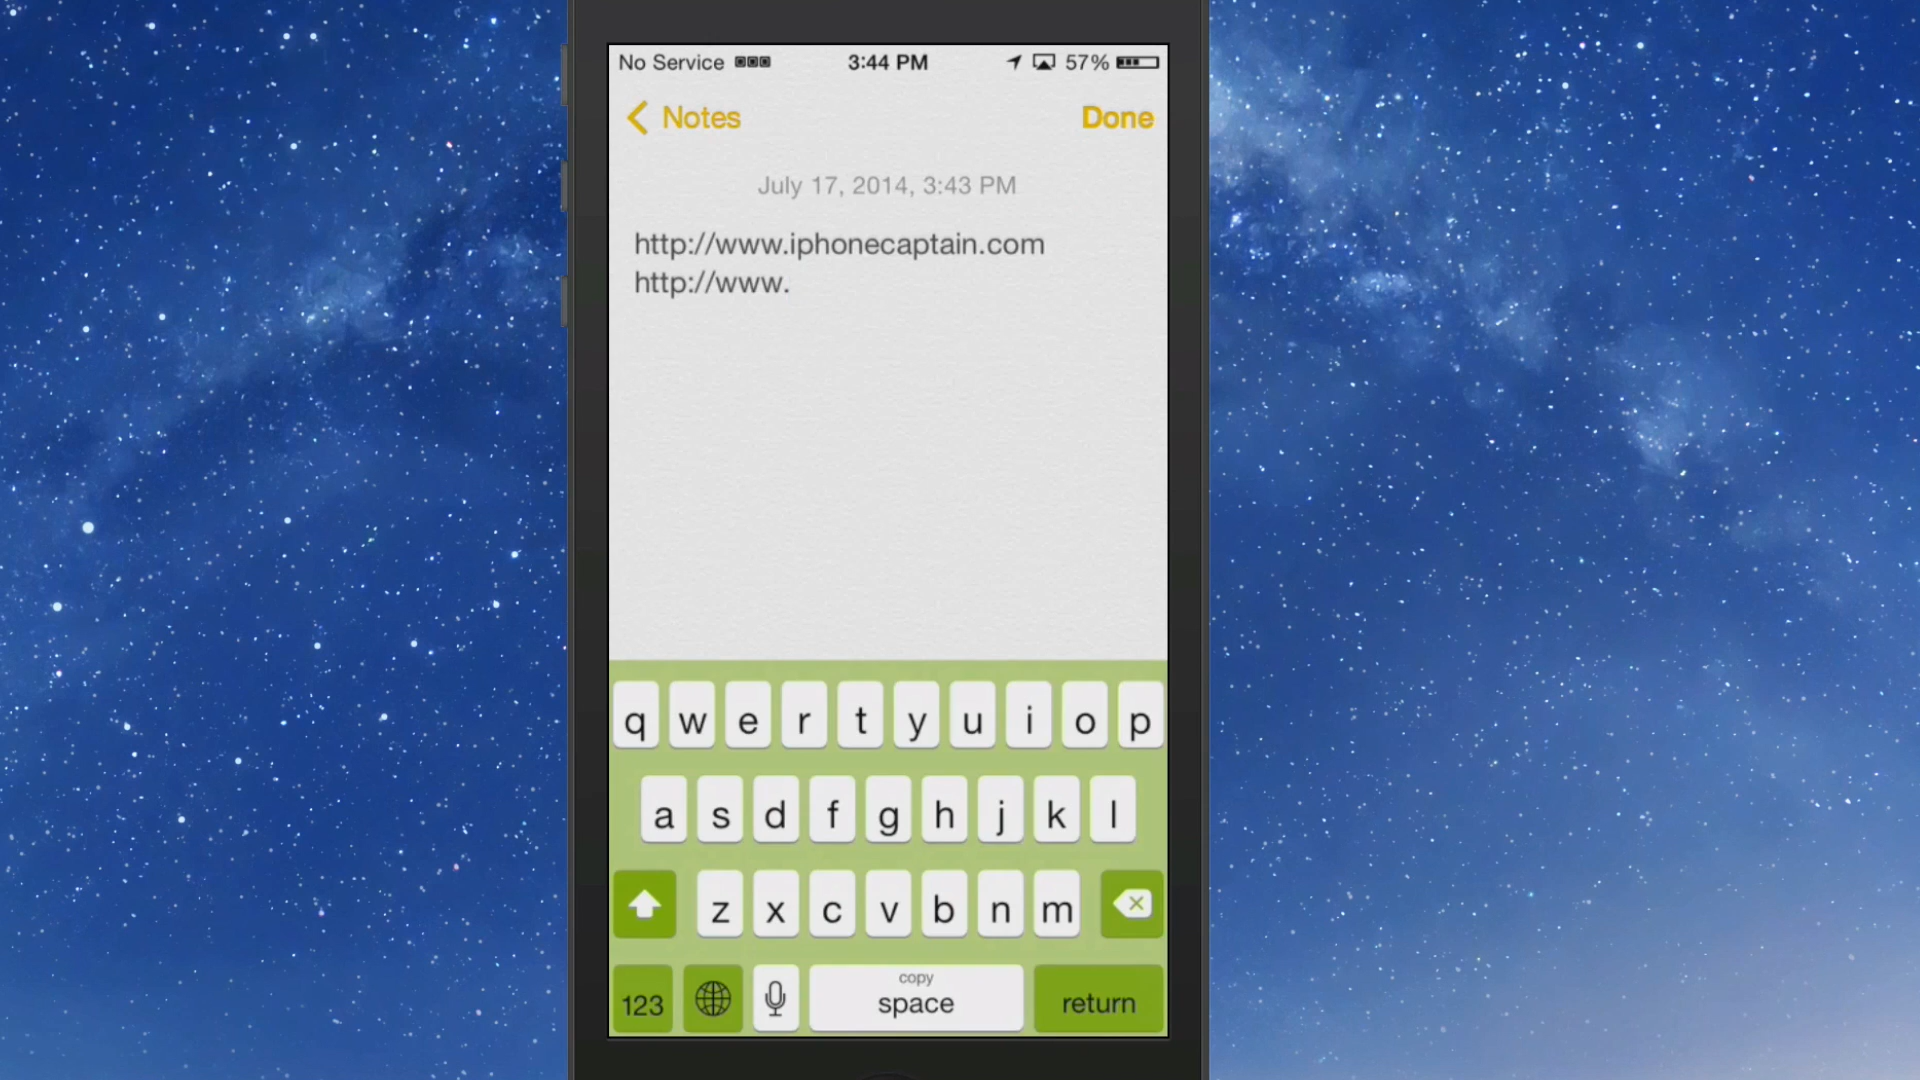 No Service 3:44 PM 57%
Notes Done
July 17, 2014, 3:43 PM
http://www.iphonecaptain.com
http://www.
q w e r t y u i o p
a s d f g h j k l
z x c v b n m
copy
123 space return